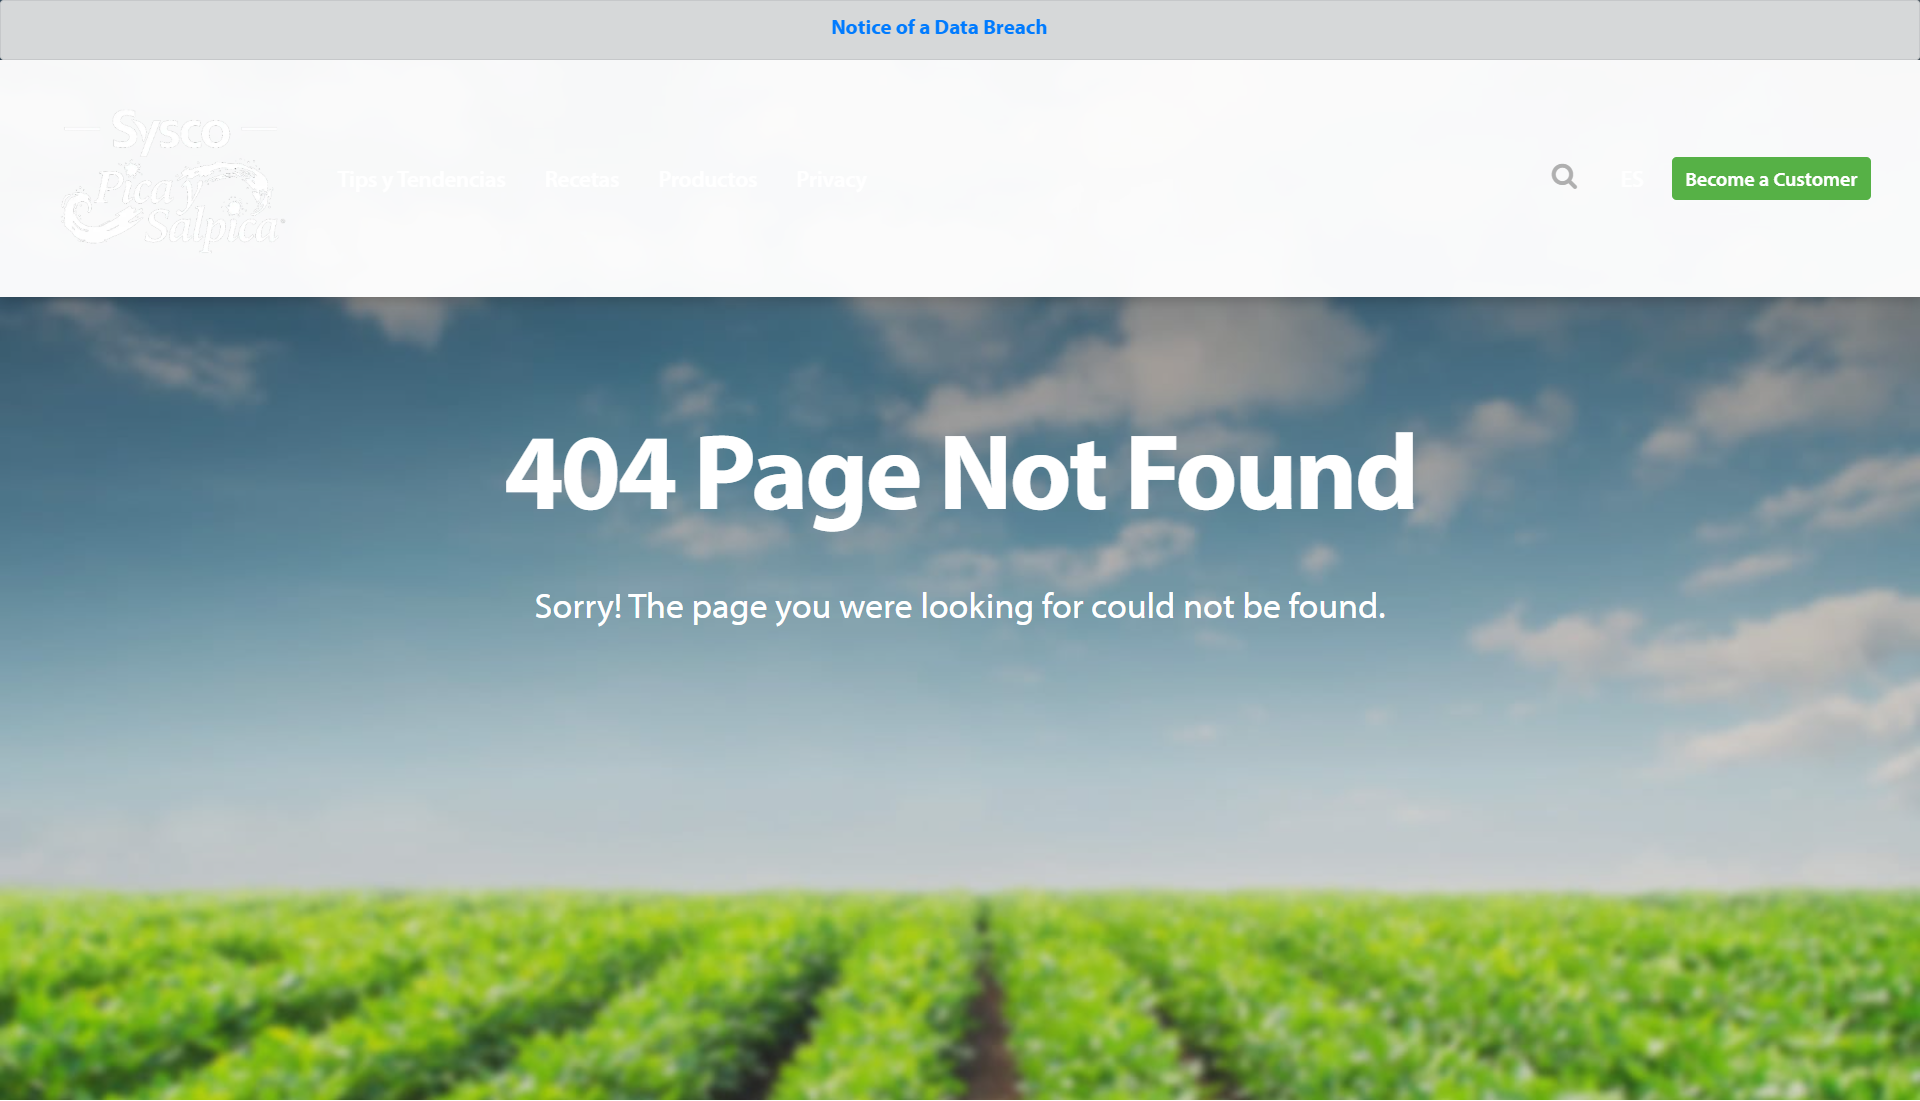 Notice of a Data Breach
Sysco
Pica y
Salpica
Tips y Tendencias
Recetas
Productos
Privacy
ES
Become a Customer
404 Page Not Found
Sorry! The page you were looking for could not be found.